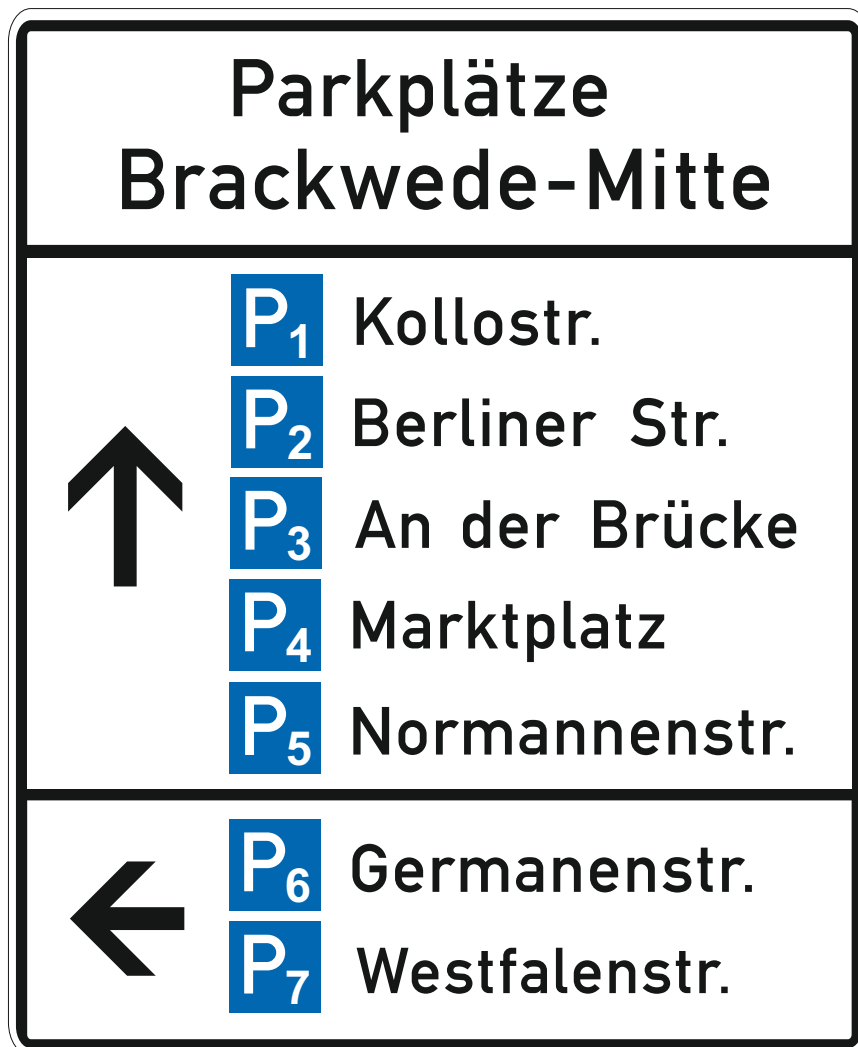 Parkplätze
Brackwede-Mitte
P1 Kollostr.
P2 Berliner Str.
P3 An der Brücke
P4 Marktplatz
P5 Normannenstr.
P6 Germanenstr.
P7 Westfalenstr.